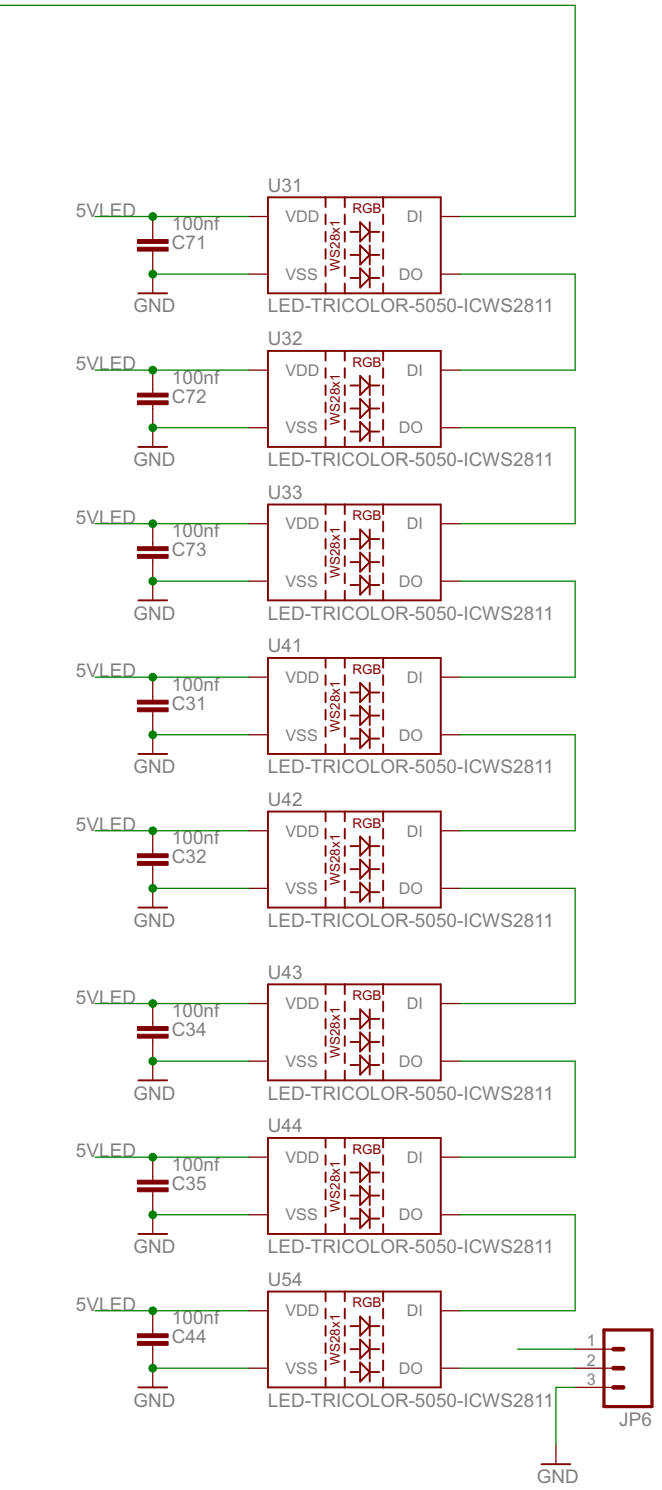 U31
5VLED
100nf
C71
GND
VDD
VSS
WS28x1
RGB
DI
DO
LED-TRICOLOR-5050-ICWS2811
U32
5VLED
100nf
C72
GND
VDD
VSS
WS28x1
RGB
DI
DO
LED-TRICOLOR-5050-ICWS2811
U33
5VLED
100nf
C73
GND
VDD
VSS
WS28x1
RGB
DI
DO
LED-TRICOLOR-5050-ICWS2811
U41
5VLED
100nf
C31
GND
VDD
VSS
WS28x1
RGB
DI
DO
LED-TRICOLOR-5050-ICWS2811
U42
5VLED
100nf
C32
GND
VDD
VSS
WS28x1
RGB
DI
DO
LED-TRICOLOR-5050-ICWS2811
U43
5VLED
100nf
C34
GND
VDD
VSS
WS28x1
RGB
DI
DO
LED-TRICOLOR-5050-ICWS2811
U44
5VLED
100nf
C35
GND
VDD
VSS
WS28x1
RGB
DI
DO
LED-TRICOLOR-5050-ICWS2811
U54
5VLED
100nf
C44
GND
VDD
VSS
WS28x1
RGB
DI
DO
LED-TRICOLOR-5050-ICWS2811
1
2
3
JP6
GND